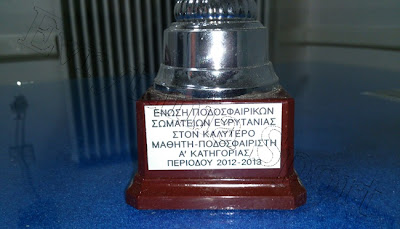 ΕΝΩΣΗ ΠΟΔΟΣΦΑΙΡΙΚΩΝ
ΣΩΜΑΤΕΙΩΝ ΕΥΡΥΤΑΝΙΑΣ
ΣΤΟΝ ΚΑΛΥΤΕΡΟ
ΜΑΘΗΤΗ-ΠΟΔΟΣΦΑΙΡΙΣΤΗ
Α' ΚΑΤΗΓΟΡΙΑΣ
ΠΕΡΙΟΔΟΥ 2012-2013